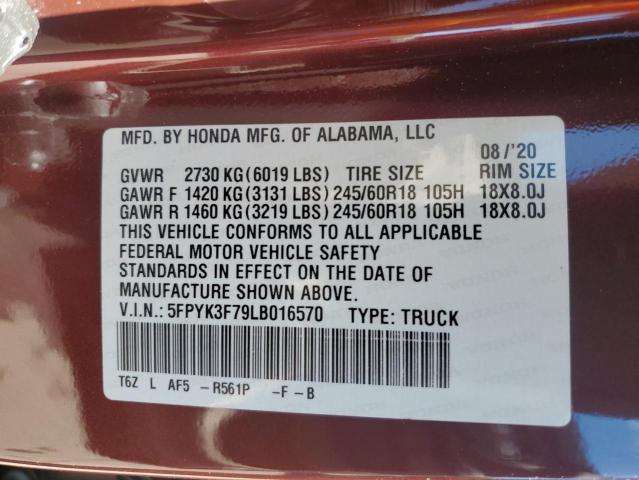 MFD. BY HONDA MFG. OF ALABAMA, LLC
08/'20
GVWR 2730 KG(6019 LBS) TIRE SIZE RIM SIZE
GAWR F 1420 KG(3131 LBS) 245/60R18 105H 18X8.0J
GAWR R 1460 KG(3219 LBS) 245/60R18 105H 18X8.0J
THIS VEHICLE CONFORMS TO ALL APPLICABLE
FEDERAL MOTOR VEHICLE SAFETY
STANDARDS IN EFFECT ON THE DATE OF
MANUFACTURE SHOWN ABOVE.
V.I.N.: 5FPYK3F79LB016570 TYPE: TRUCK
T6Z L AF5 -R561P -F-B